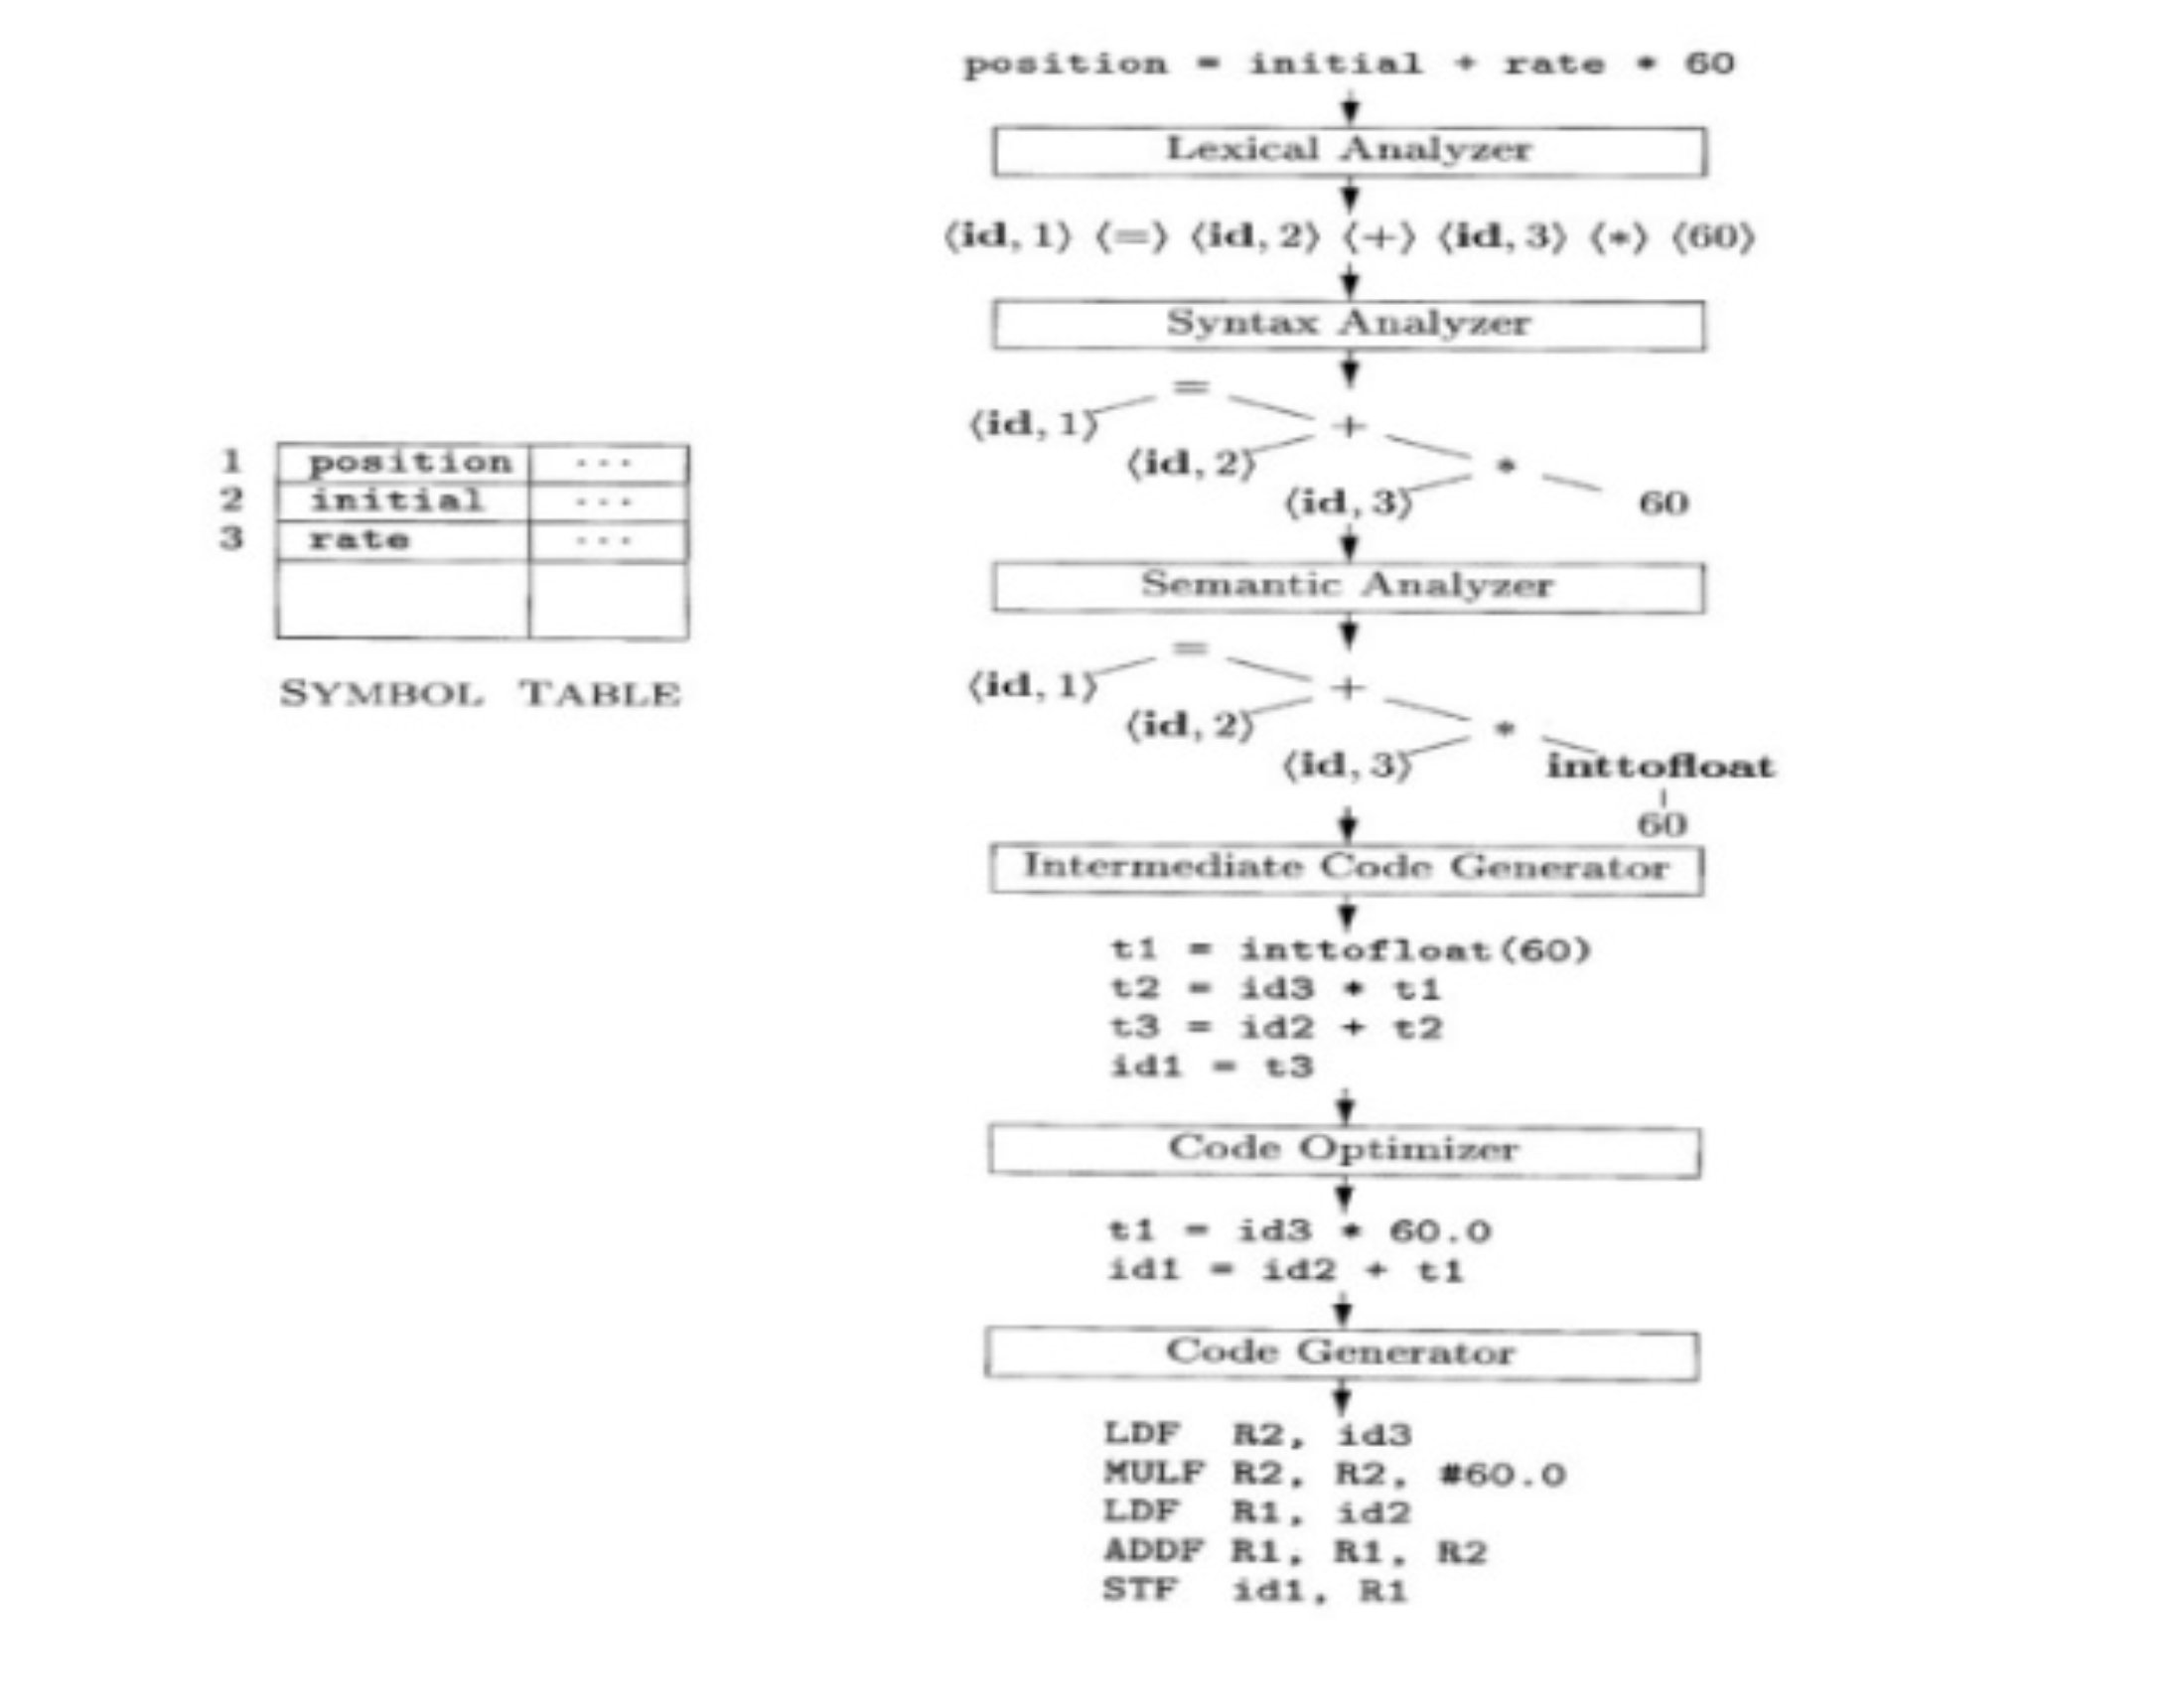 position = initial + rate * 60
Lexical Analyzer
⟨id, 1⟩ ⟨=⟩ ⟨id, 2⟩ ⟨+⟩ ⟨id, 3⟩ ⟨*⟩ ⟨60⟩
Syntax Analyzer
=
⟨id, 1⟩ +
⟨id, 2⟩ *
⟨id, 3⟩ 60
1 position ...
2 initial ...
3 rate ...
SYMBOL TABLE
Semantic Analyzer
=
⟨id, 1⟩ +
⟨id, 2⟩ *
⟨id, 3⟩ inttofloat
60
Intermediate Code Generator
t1 = inttofloat(60)
t2 = id3 * t1
t3 = id2 + t2
id1 = t3
Code Optimizer
t1 = id3 * 60.0
id1 = id2 + t1
Code Generator
LDF R2, id3
MULF R2, R2, #60.0
LDF R1, id2
ADDF R1, R1, R2
STF id1, R1